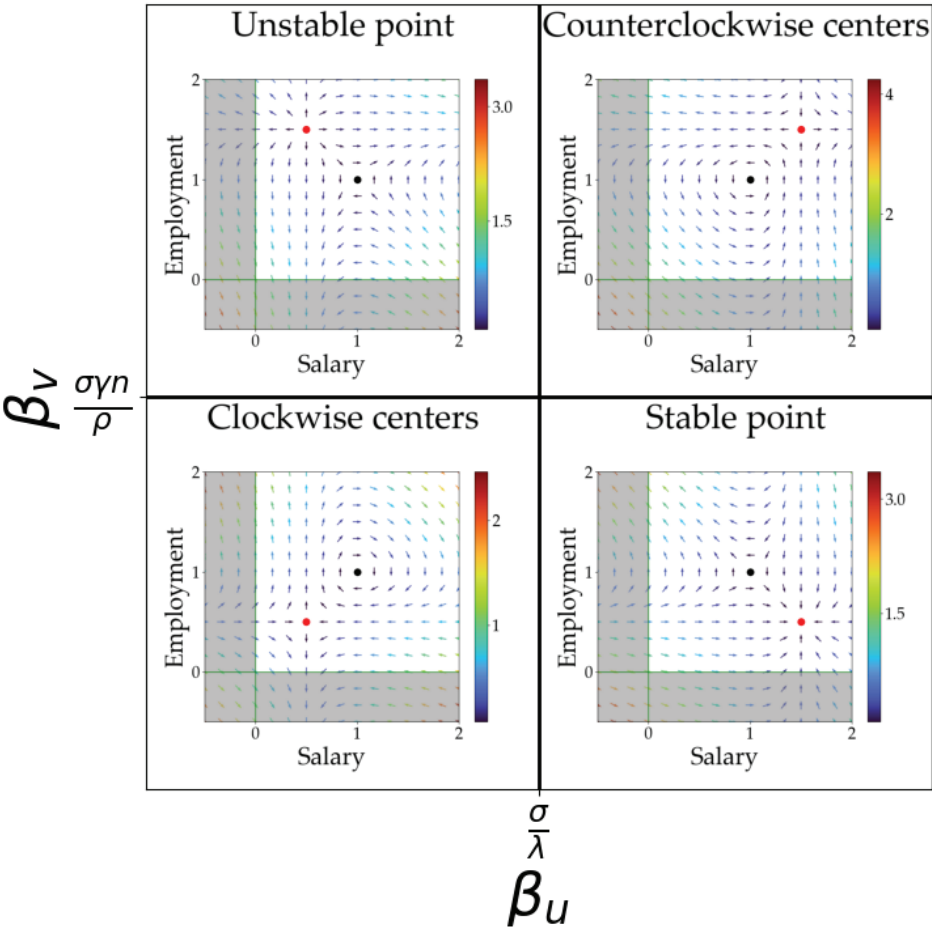 Unstable point
2
1
0
Employment
0
1
2
Salary
3.0
1.5
Counterclockwise centers
2
1
0
Employment
0
1
2
Salary
4
2
βv σγn/ρ
Clockwise centers
2
1
0
Employment
0
1
2
Salary
2
1
Stable point
2
1
0
Employment
0
1
2
Salary
3.0
1.5
σ/λ
βu